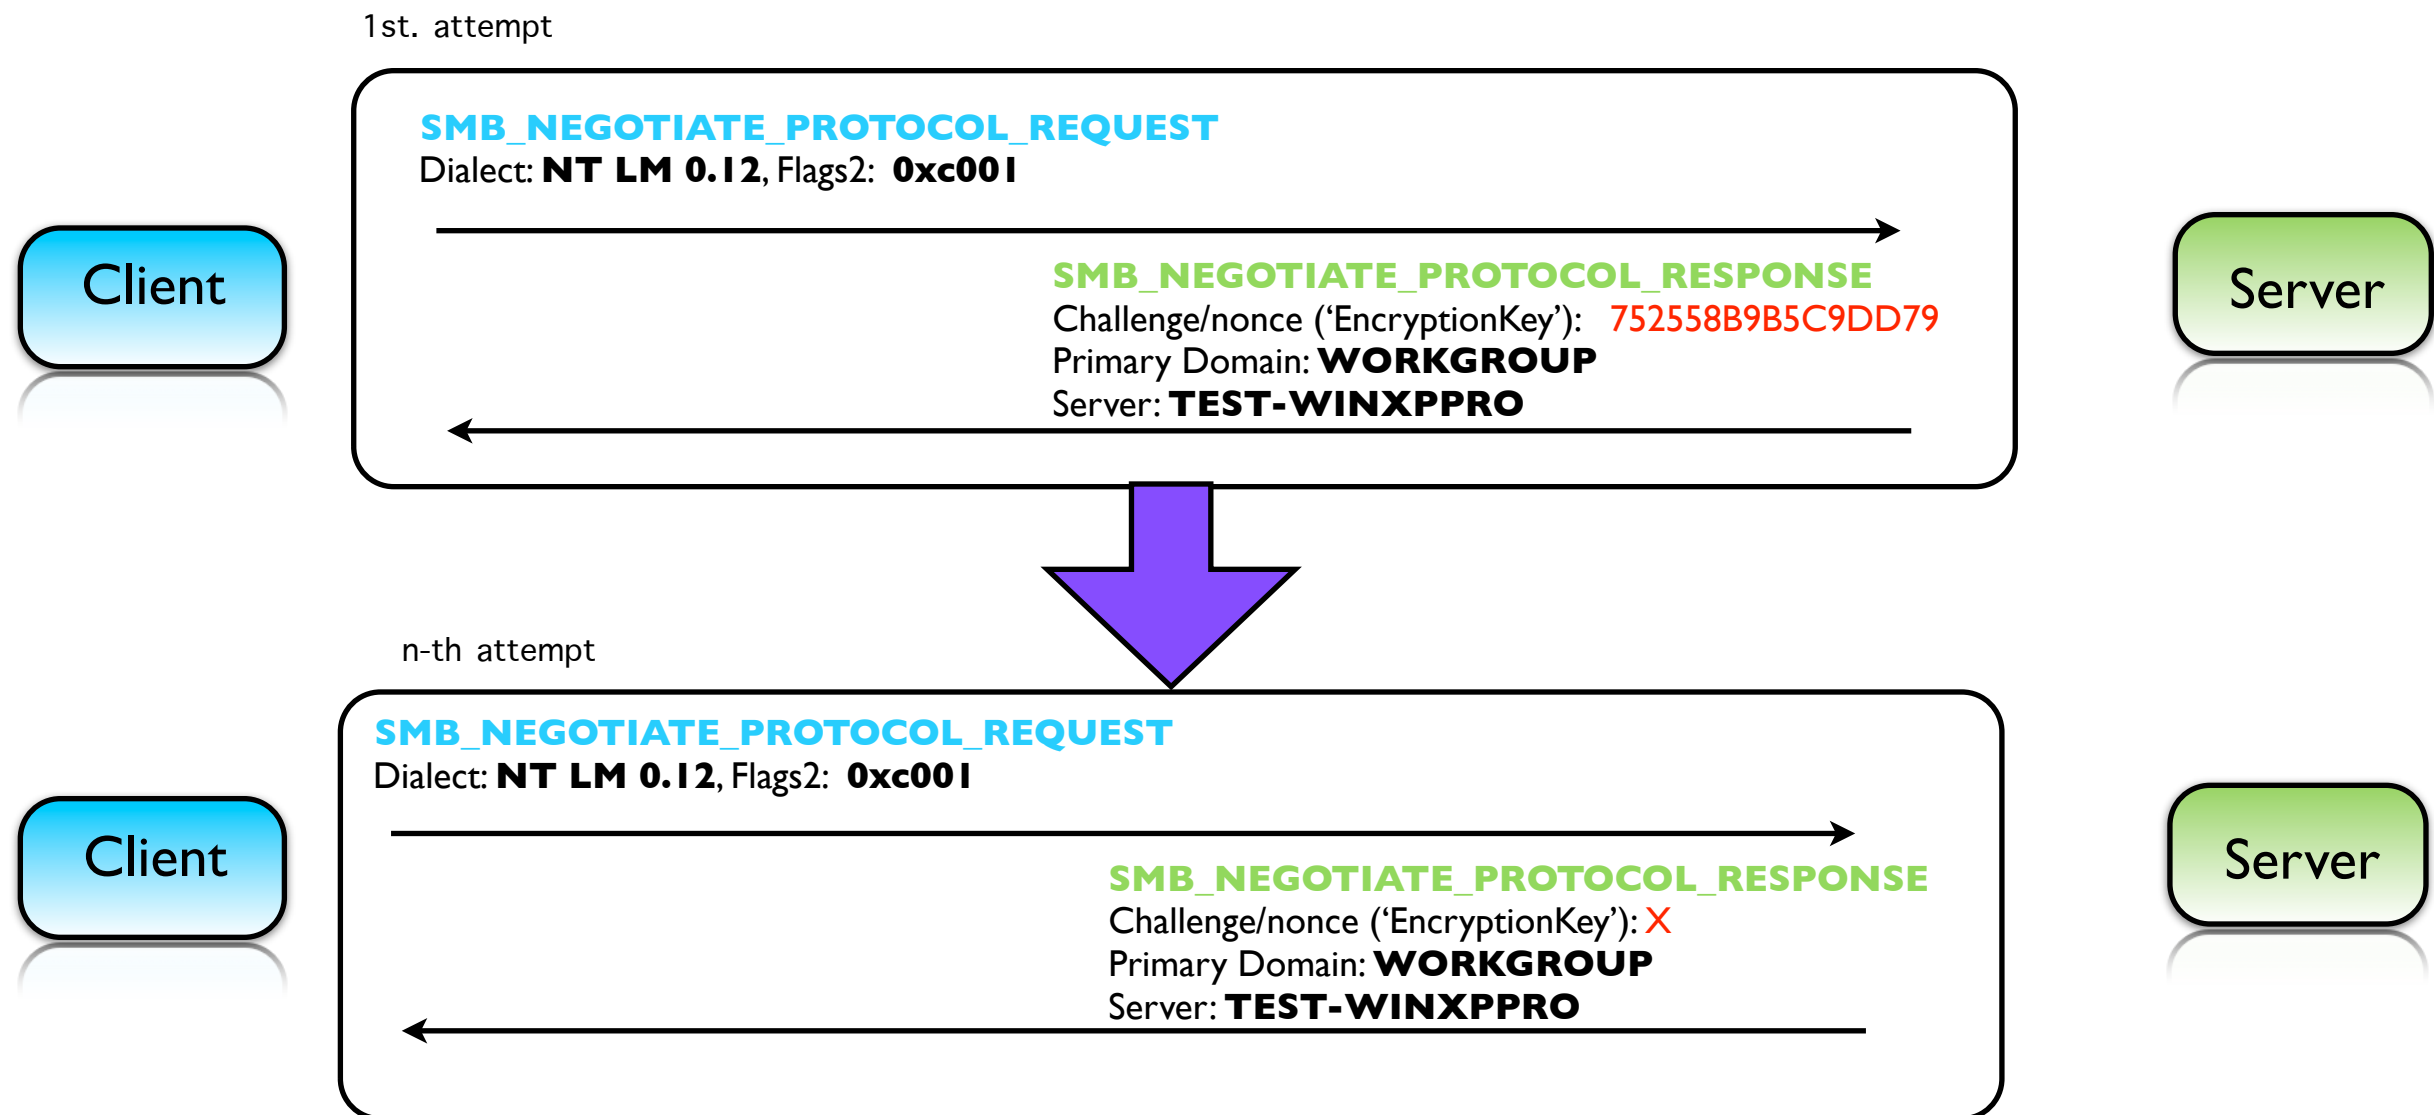 1st. attempt
SMB_NEGOTIATE_PROTOCOL_REQUEST
Dialect: NT LM 0.12, Flags2: 0xc001
Client
Server
SMB_NEGOTIATE_PROTOCOL_RESPONSE
Challenge/nonce (‘EncryptionKey’): 752558B9B5C9DD79
Primary Domain: WORKGROUP
Server: TEST-WINXPPRO
n-th attempt
SMB_NEGOTIATE_PROTOCOL_REQUEST
Dialect: NT LM 0.12, Flags2: 0xc001
Client
Server
SMB_NEGOTIATE_PROTOCOL_RESPONSE
Challenge/nonce (‘EncryptionKey’): X
Primary Domain: WORKGROUP
Server: TEST-WINXPPRO